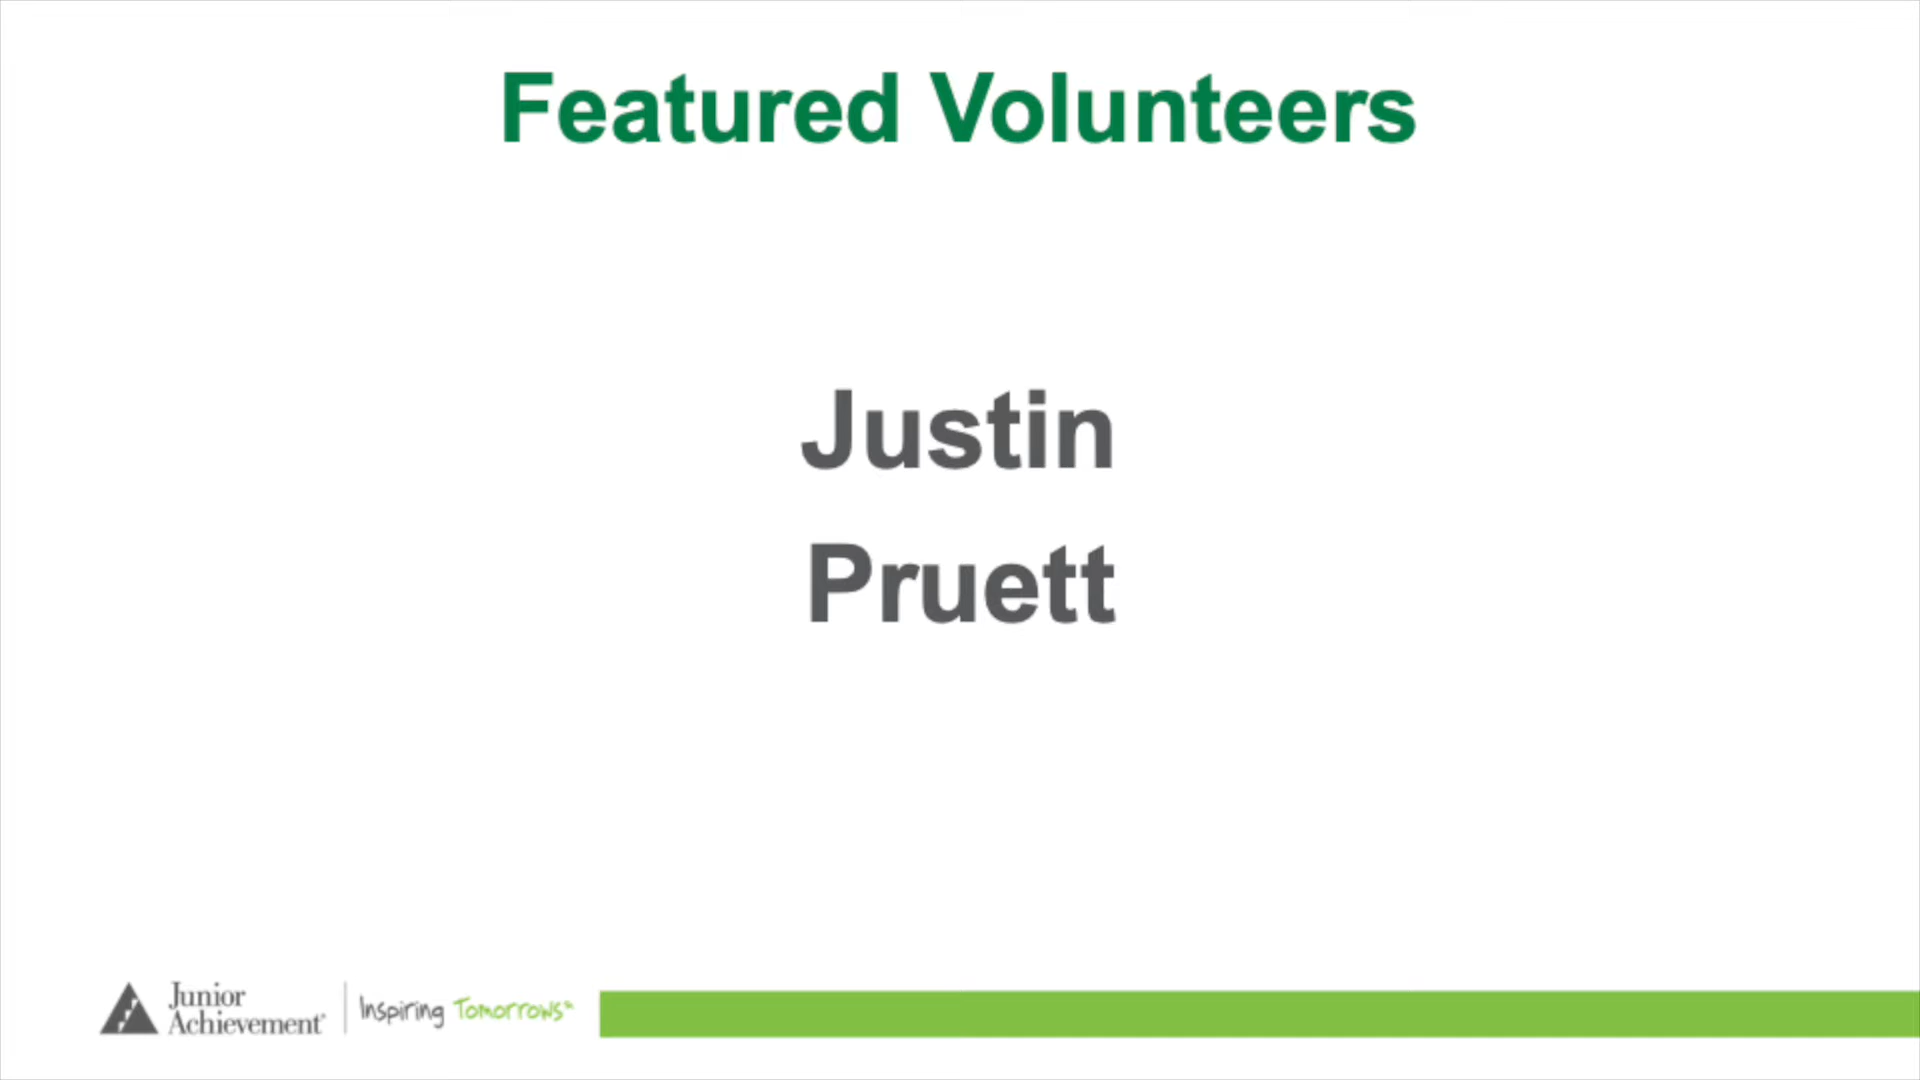 Featured Volunteers
Justin
Pruett
Junior
Achievement®
Inspiring Tomorrows